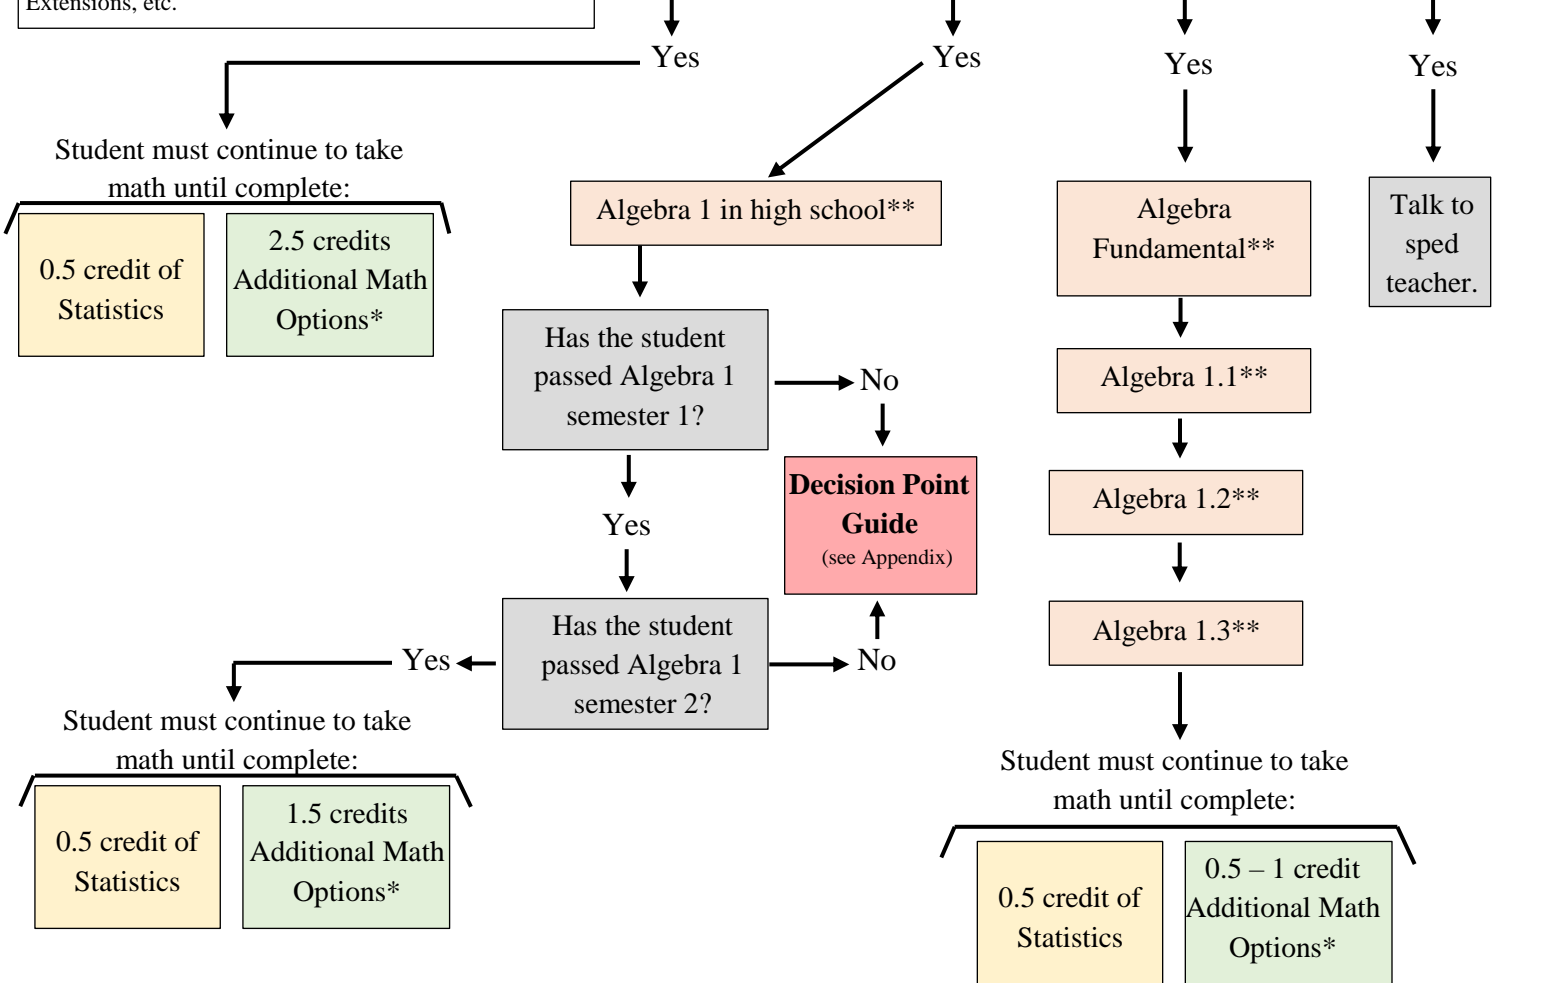 Extensions, etc.
Yes
Yes
Yes
Yes
Student must continue to take
math until complete:
0.5 credit of
Statistics
2.5 credits
Additional Math
Options*
Algebra 1 in high school**
Has the student
passed Algebra 1
semester 1?
No
Decision Point
Guide
(see Appendix)
Yes
Has the student
passed Algebra 1
semester 2?
No
Yes
Student must continue to take
math until complete:
0.5 credit of
Statistics
1.5 credits
Additional Math
Options*
Algebra
Fundamental**
Algebra 1.1**
Algebra 1.2**
Algebra 1.3**
Student must continue to take
math until complete:
0.5 credit of
Statistics
0.5 – 1 credit
Additional Math
Options*
Talk to
sped
teacher.